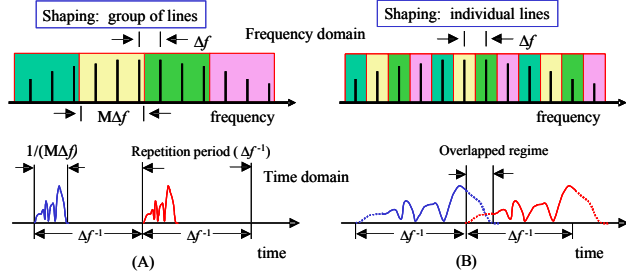 Shaping: group of lines
Shaping: individual lines
Frequency domain
Δf
Δf
MΔf
frequency
frequency
1/(MΔf)
Repetition period (Δf⁻¹)
Overlapped regime
Time domain
Δf⁻¹
Δf⁻¹
time
Δf⁻¹
Δf⁻¹
time
(A)
(B)